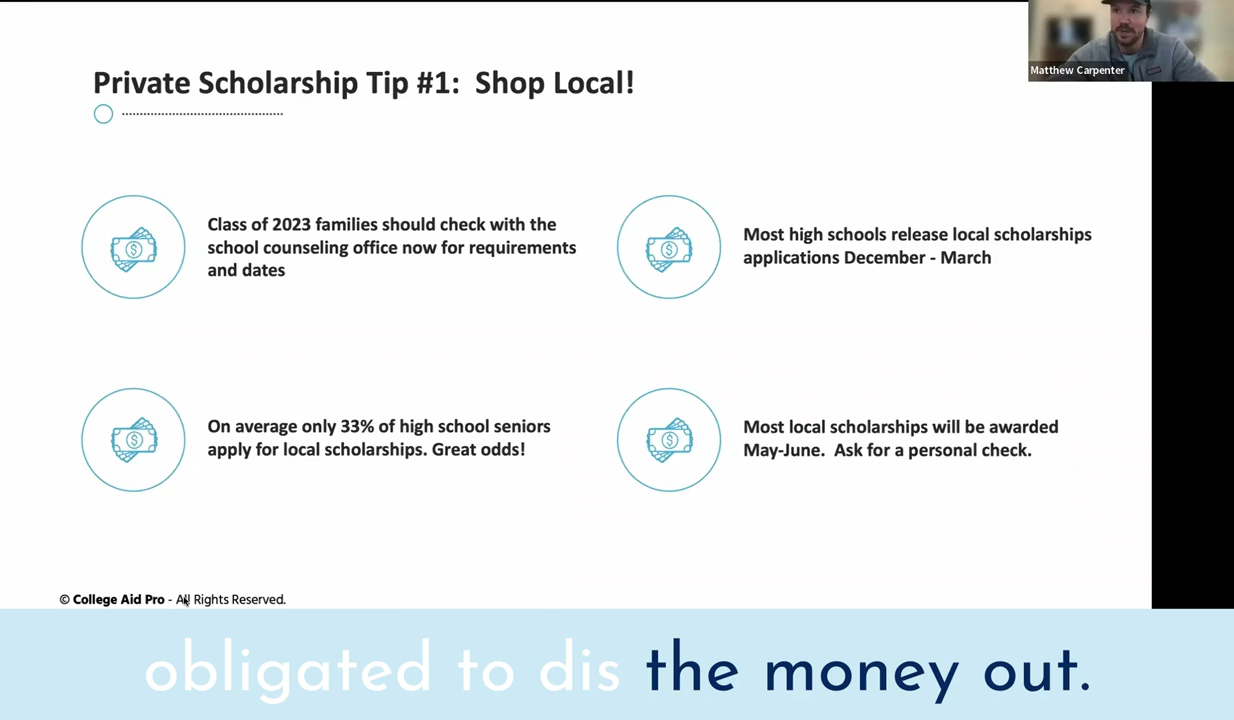 Matthew Carpenter
Private Scholarship Tip #1:  Shop Local!
Class of 2023 families should check with the
school counseling office now for requirements
and dates
Most high schools release local scholarships
applications December - March
On average only 33% of high school seniors
apply for local scholarships. Great odds!
Most local scholarships will be awarded
May-June.  Ask for a personal check.
© College Aid Pro - All Rights Reserved.
obligated to dis the money out.